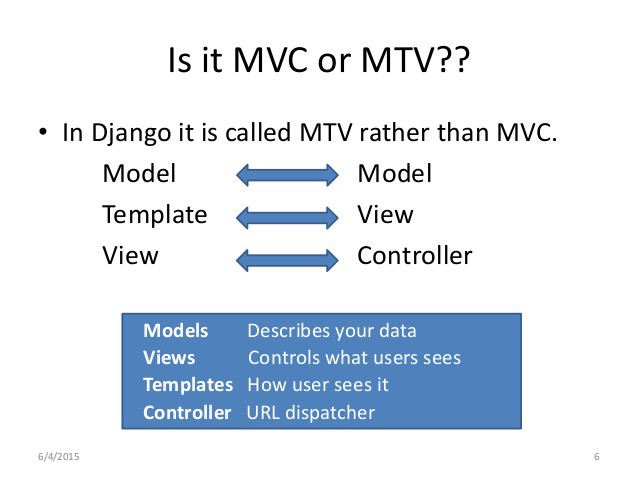 Is it MVC or MTV??
• In Django it is called MTV rather than MVC.
Model Model
Template View
View Controller
Models Describes your data
Views Controls what users sees
Templates How user sees it
Controller URL dispatcher
6/4/2015 6